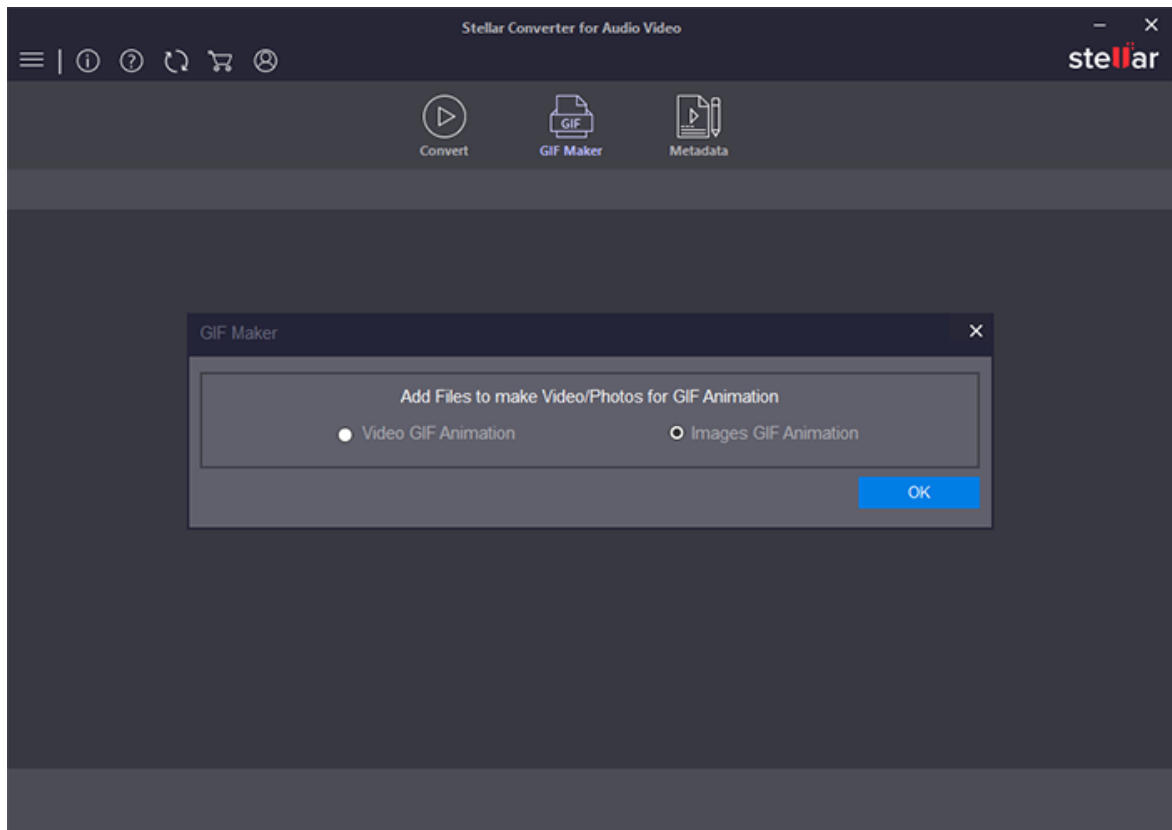 Stellar Converter for Audio Video
stellar
GIF
Convert
GIF Maker
Metadata
GIF Maker
Add Files to make Video/Photos for GIF Animation
Video GIF Animation
Images GIF Animation
OK